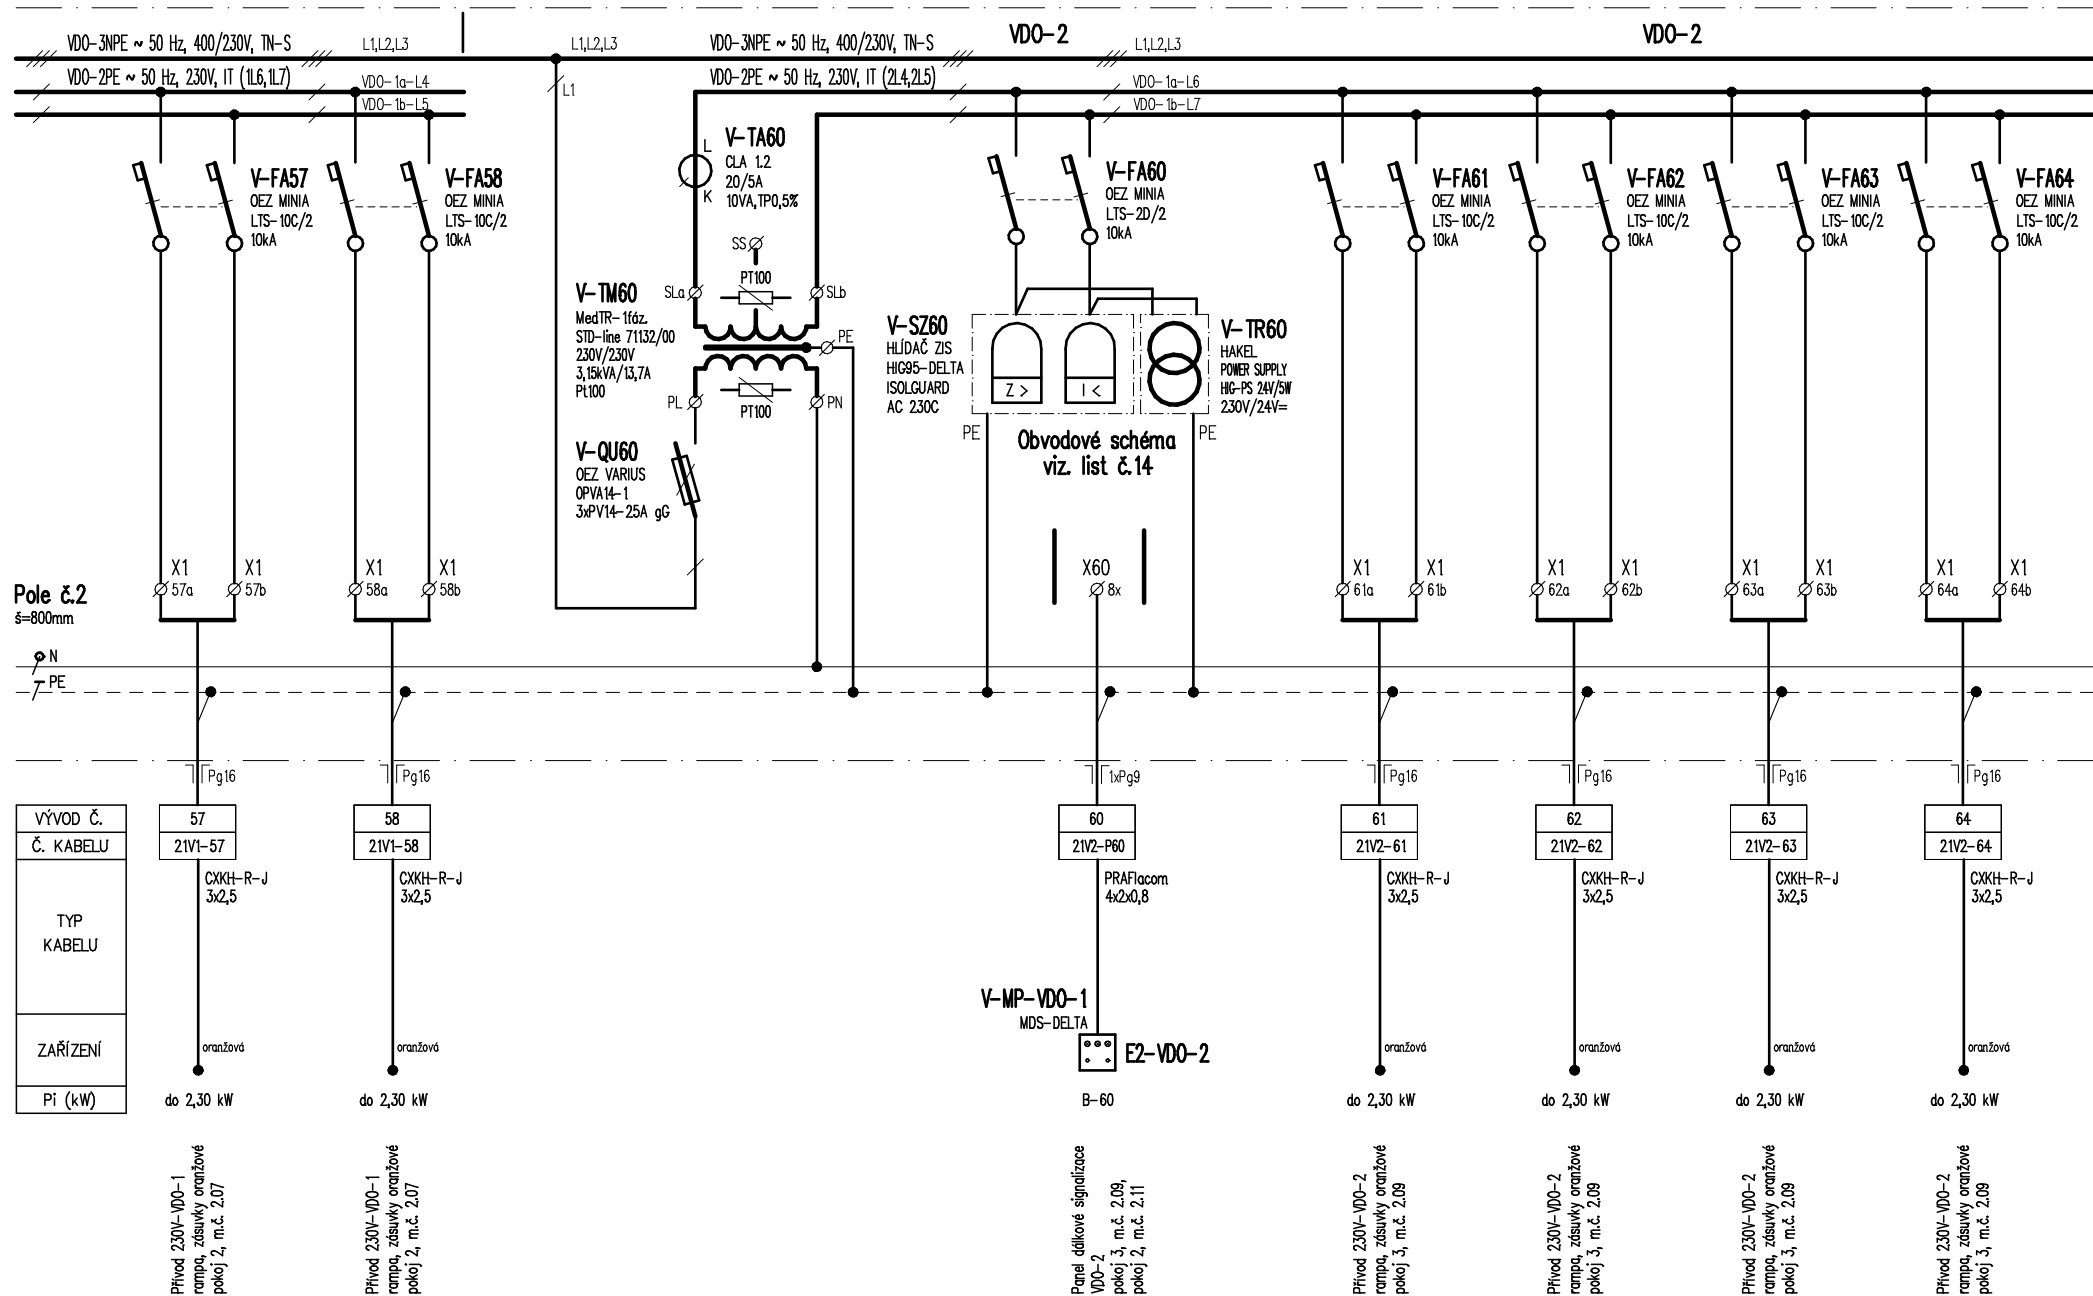 VDO-2
VDO-2
VDO-3NPE ~ 50 Hz, 400/230V, TN-S
L1,L2,L3
L1,L2,L3
VDO-3NPE ~ 50 Hz, 400/230V, TN-S
L1,L2,L3
VDO-2PE ~ 50 Hz, 230V, IT (1L6,1L7)
VDO-1a-L4
L1
VDO-2PE ~ 50 Hz, 230V, IT (2L4,2L5)
VDO-1a-L6
VDO-1b-L5
VDO-1b-L7
V-FA57
OEZ MINIA
LTS-10C/2
10kA
V-FA58
OEZ MINIA
LTS-10C/2
10kA
L
K
V-TA60
CLA 1.2
20/5A
10VA,TP0,5%
SS
PT100
SLa
SLb
PE
V-TM60
MedTR-1fáz.
STD-line 71132/00
230V/230V
3,15kVA/13,7A
Pt100
PL
PT100
PN
V-QU60
OEZ VARIUS
OPVA14-1
3xPV14-25A gG
V-FA60
OEZ MINIA
LTS-2D/2
10kA
V-SZ60
HLÍDAČ ZIS
HIG95-DELTA
ISOLGUARD
AC 230C
Z >
I <
V-TR60
HAKEL
POWER SUPPLY
HIG-PS 24V/5W
230V/24V=
PE
PE
Obvodové schéma
viz. list č.14
V-FA61
OEZ MINIA
LTS-10C/2
10kA
V-FA62
OEZ MINIA
LTS-10C/2
10kA
V-FA63
OEZ MINIA
LTS-10C/2
10kA
V-FA64
OEZ MINIA
LTS-10C/2
10kA
Pole č.2
š=800mm
X1
57a
X1
57b
X1
58a
X1
58b
X60
8x
X1
61a
X1
61b
X1
62a
X1
62b
X1
63a
X1
63b
X1
64a
X1
64b
N
PE
Pg16
Pg16
1xPg9
Pg16
Pg16
Pg16
Pg16
VÝVOD Č.
57
58
60
61
62
63
64
Č. KABELU
21V1-57
21V1-58
21V2-P60
21V2-61
21V2-62
21V2-63
21V2-64
TYP
KABELU
CXKH-R-J
3x2,5
CXKH-R-J
3x2,5
PRAFlacom
4x2x0,8
CXKH-R-J
3x2,5
CXKH-R-J
3x2,5
CXKH-R-J
3x2,5
CXKH-R-J
3x2,5
V-MP-VDO-1
MDS-DELTA
E2-VDO-2
ZAŘÍZENÍ
oranžová
oranžová
oranžová
oranžová
oranžová
oranžová
Pi (kW)
do 2,30 kW
do 2,30 kW
B-60
do 2,30 kW
do 2,30 kW
do 2,30 kW
do 2,30 kW
Přívod 230V-VDO-1
rampa, zásuvky oranžové
pokoj 2, m.č. 2.07
Přívod 230V-VDO-1
rampa, zásuvky oranžové
pokoj 2, m.č. 2.07
Panel dálkové signalizace
VDO-2
pokoj 3, m.č. 2.09,
pokoj 2, m.č. 2.11
Přívod 230V-VDO-2
rampa, zásuvky oranžové
pokoj 3, m.č. 2.09
Přívod 230V-VDO-2
rampa, zásuvky oranžové
pokoj 3, m.č. 2.09
Přívod 230V-VDO-2
rampa, zásuvky oranžové
pokoj 3, m.č. 2.09
Přívod 230V-VDO-2
rampa, zásuvky oranžové
pokoj 3, m.č. 2.09